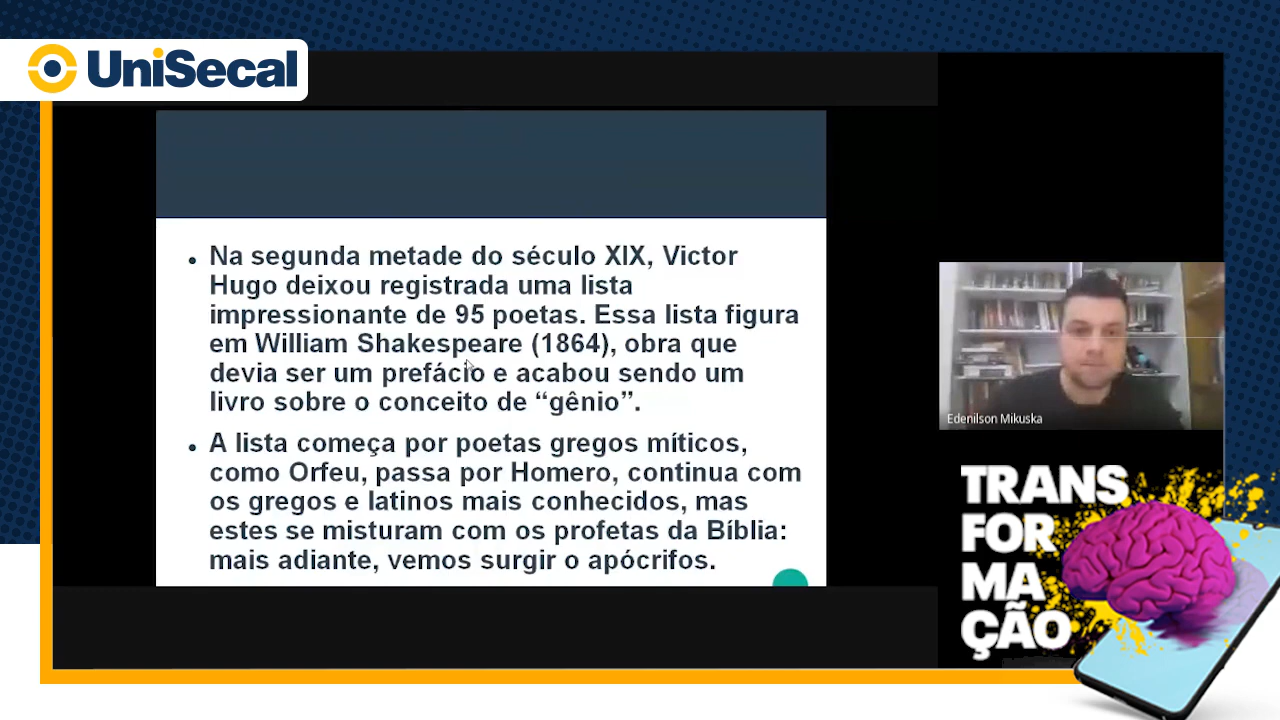 UniSecal
• Na segunda metade do século XIX, Victor
Hugo deixou registrada uma lista
impressionante de 95 poetas. Essa lista figura
em William Shakespeare (1864), obra que
devia ser um prefácio e acabou sendo um
livro sobre o conceito de “gênio”.
• A lista começa por poetas gregos míticos,
como Orfeu, passa por Homero, continua com
os gregos e latinos mais conhecidos, mas
estes se misturam com os profetas da Bíblia:
mais adiante, vemos surgir o apócrifos.
Edenilson Mikuska
TRANS
FOR
MA
ÇÃO